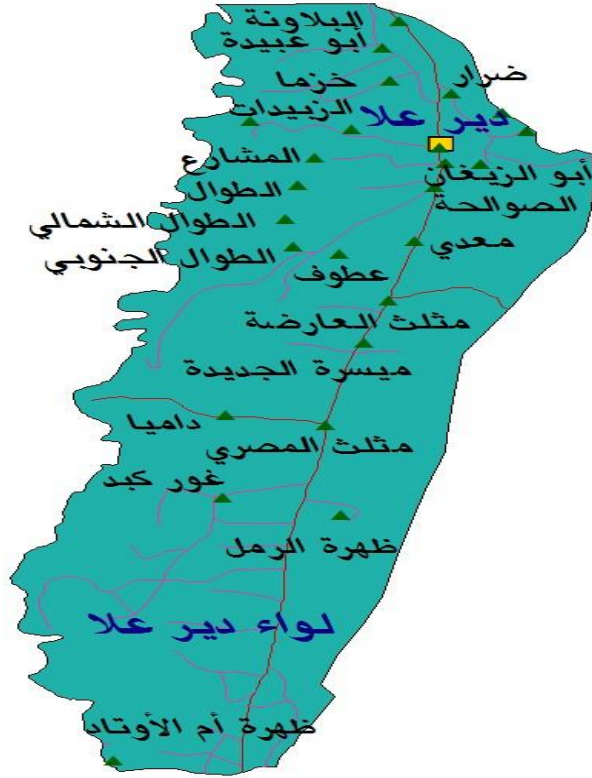 البلاونة
أبو عبيدة
خزما
ضرار
الزبيدات
دير علا
المشارع
أبو الزيغان
الطوال
الصوالحة
الطوال الشمالي
معدي
الطوال الجنوبي
عطوف
مثلث العارضة
ميسرة الجديدة
داميا
مثلث المصري
غور كبد
ظهرة الرمل
لواء دير علا
ظهرة أم الأوتاد